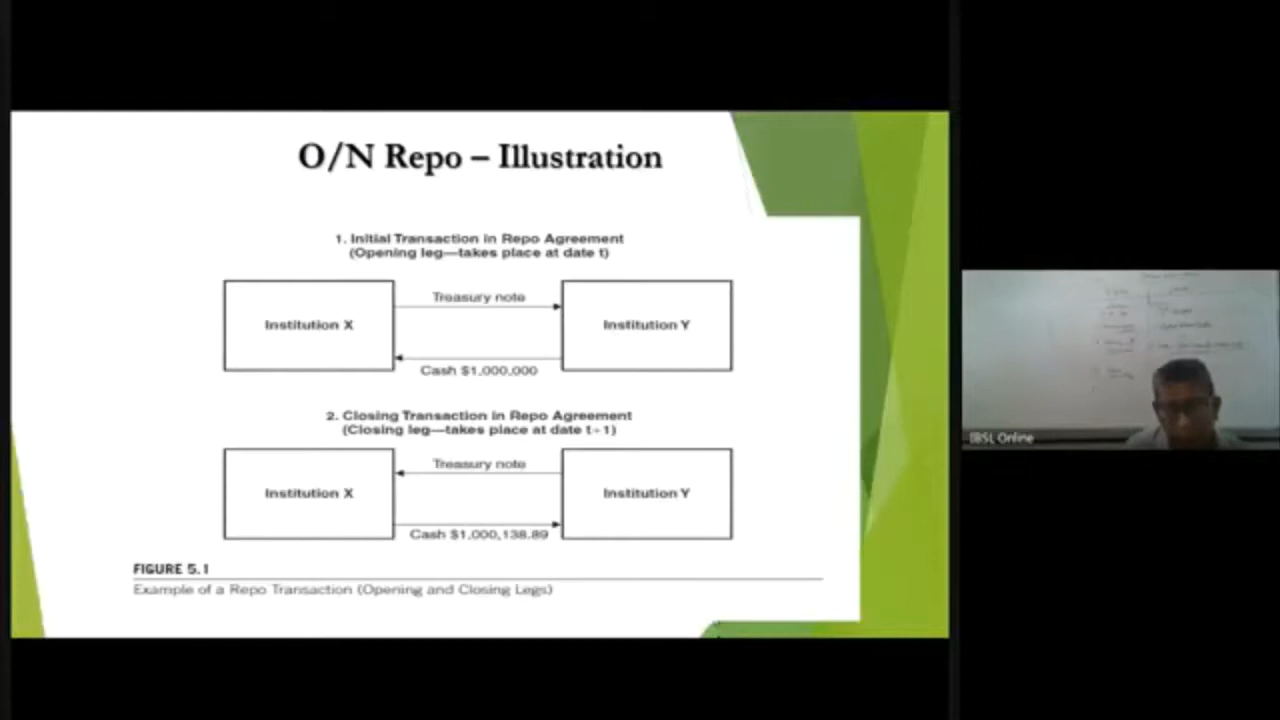 O/N Repo – Illustration
1. Initial Transaction in Repo Agreement
(Opening leg—takes place at date t)
Treasury note
Institution X
Institution Y
Cash $1,000,000
2. Closing Transaction in Repo Agreement
(Closing leg—takes place at date t+1)
Treasury note
Institution X
Institution Y
Cash $1,000,138.89
FIGURE 5.1
Example of a Repo Transaction (Opening and Closing Legs)
IBSL Online